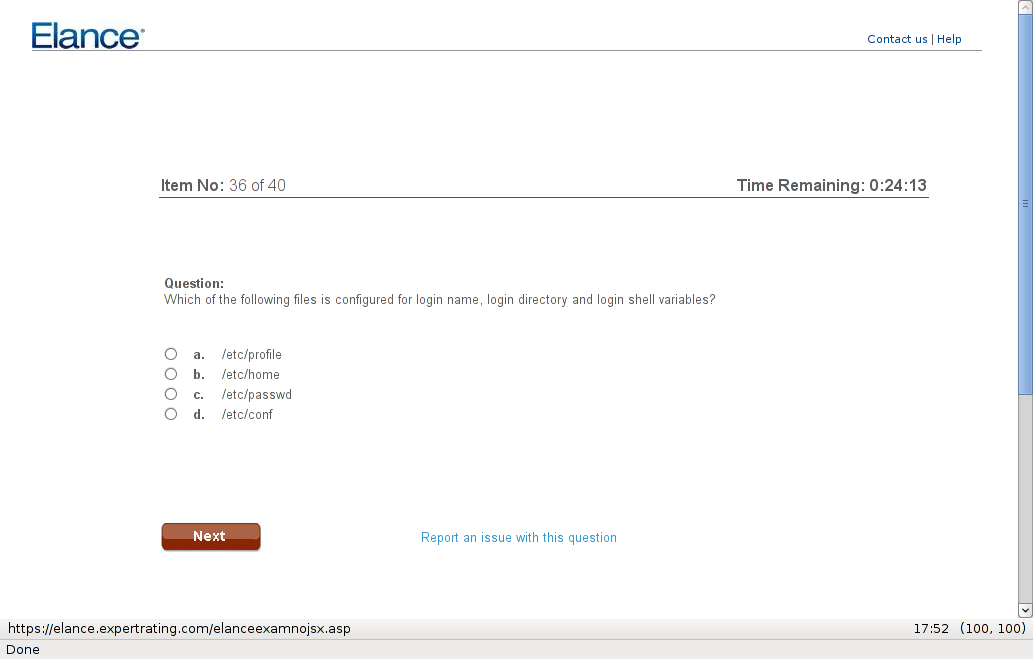 Elance®
Contact us | Help
Item No: 36 of 40
Time Remaining: 0:24:13
Question:
Which of the following files is configured for login name, login directory and login shell variables?
a. /etc/profile
b. /etc/home
c. /etc/passwd
d. /etc/conf
Next
Report an issue with this question
https://elance.expertrating.com/elanceexamnojsx.asp
17:52 (100, 100)
Done